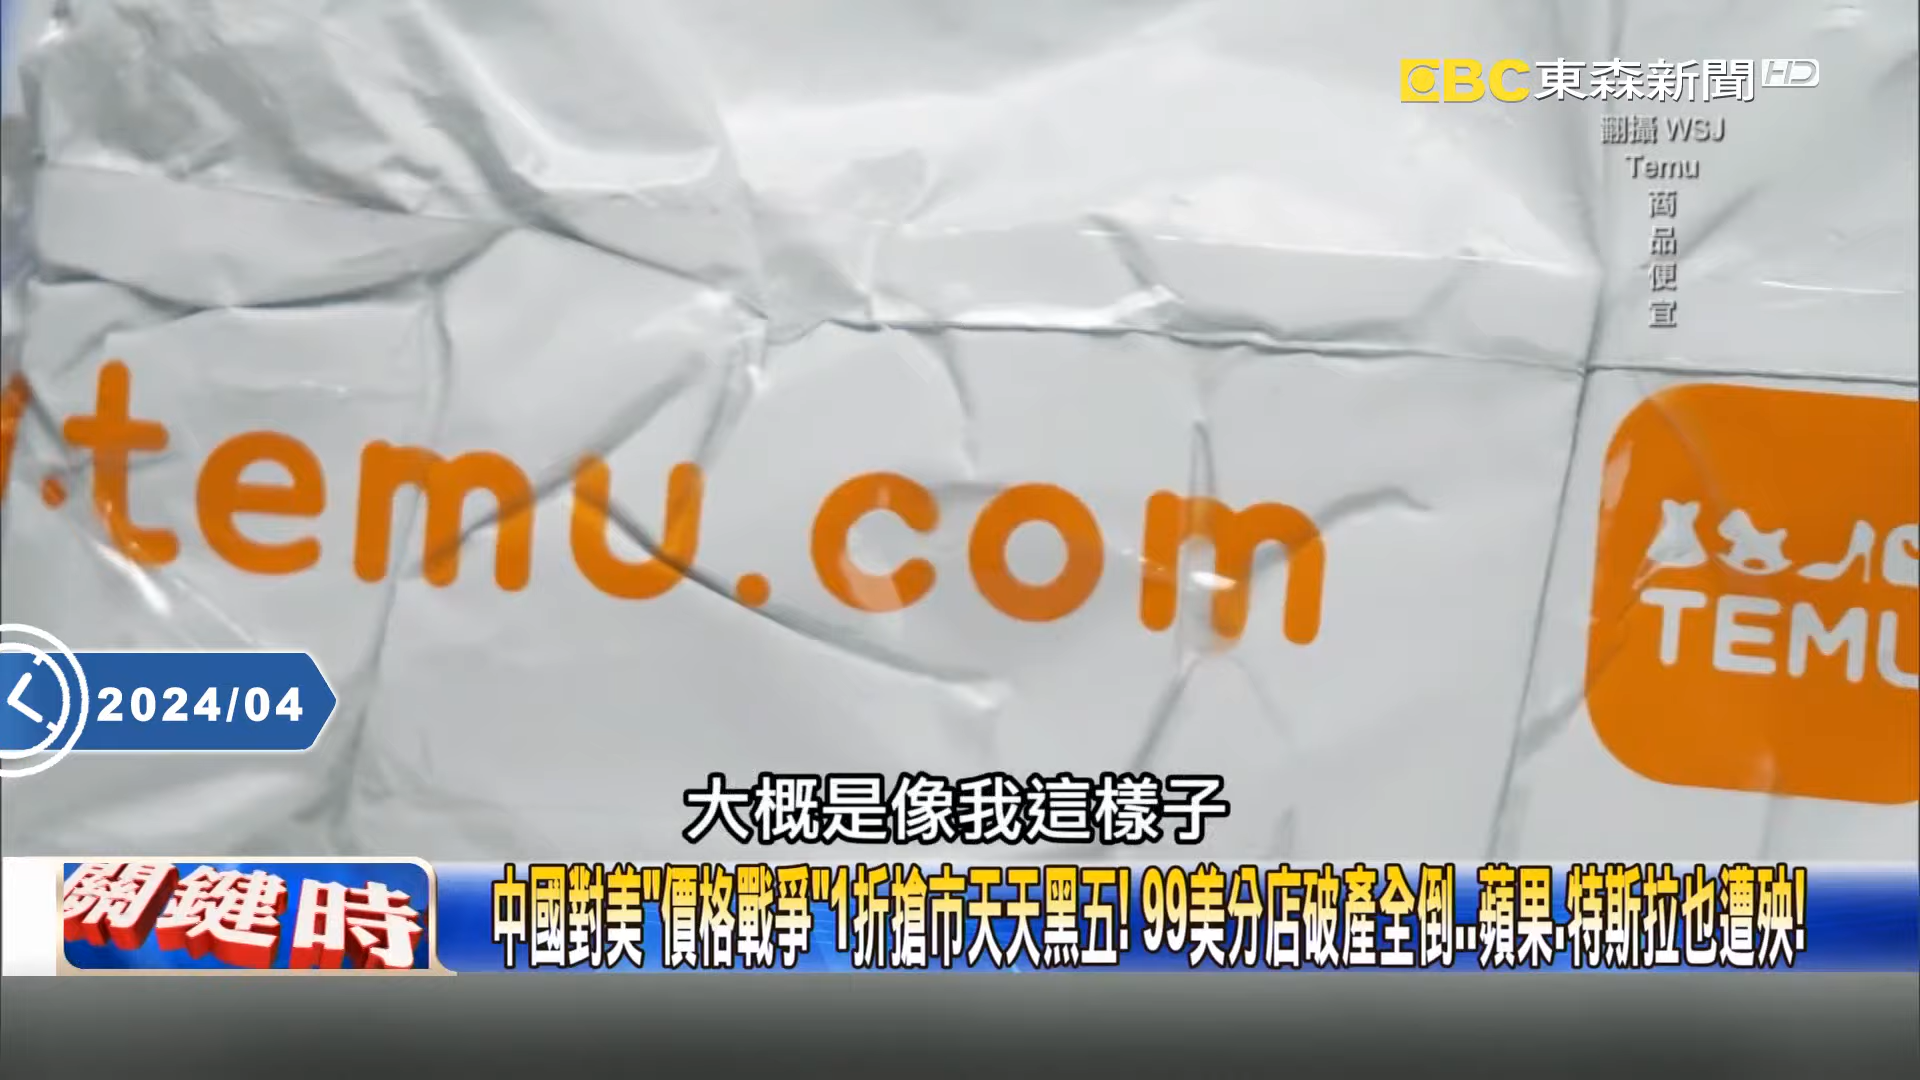 EBC東森新聞HD
翻攝 WSJ
Temu
商品便宜
.temu.com
TEMU
2024/04
大概是像我這樣子
關鍵時
中國對美"價格戰爭"1折搶市天天黑五! 99美分店破產全倒..蘋果.特斯拉也遭殃!